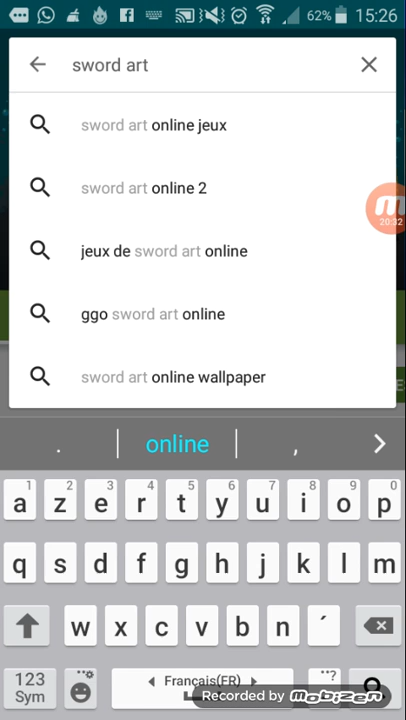 62% 15:26
sword art
sword art online jeux
sword art online 2
jeux de sword art online
20:32
ggo sword art online
sword art online wallpaper
. online ,
1 2 3 4 5 6 7 8 9 0
a z e r t y u i o p
q s d f g h j k l m
w x c v b n ´
123
Sym
Français(FR)
..?
Recorded by Mobizen